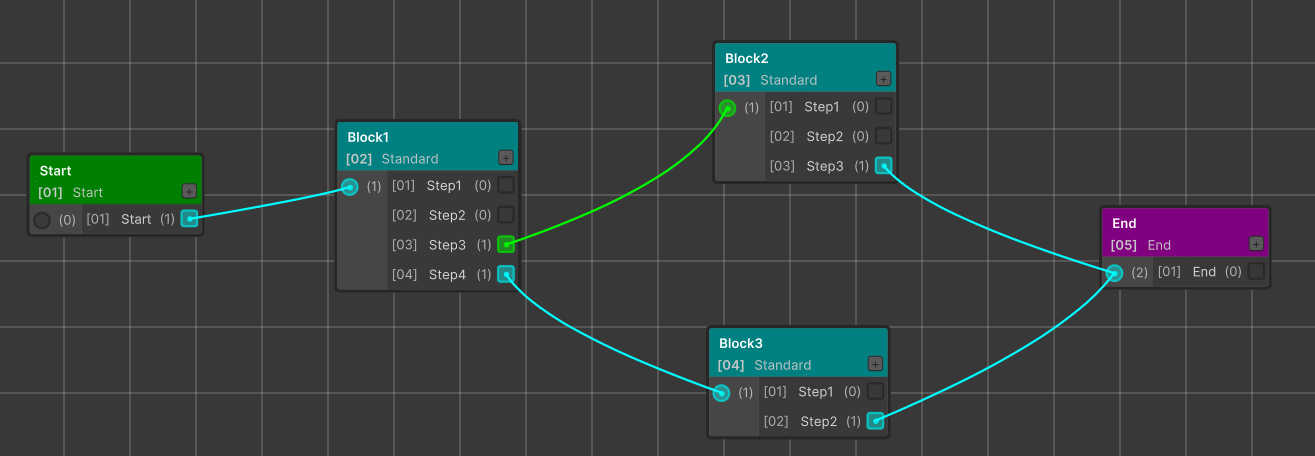 Start
[01] Start
(0) [01] Start (1)
Block1
[02] Standard
(1) [01] Step1 (0)
[02] Step2 (0)
[03] Step3 (1)
[04] Step4 (1)
Block2
[03] Standard
(1) [01] Step1 (0)
[02] Step2 (0)
[03] Step3 (1)
Block3
[04] Standard
(1) [01] Step1 (0)
[02] Step2 (1)
End
[05] End
(2) [01] End (0)